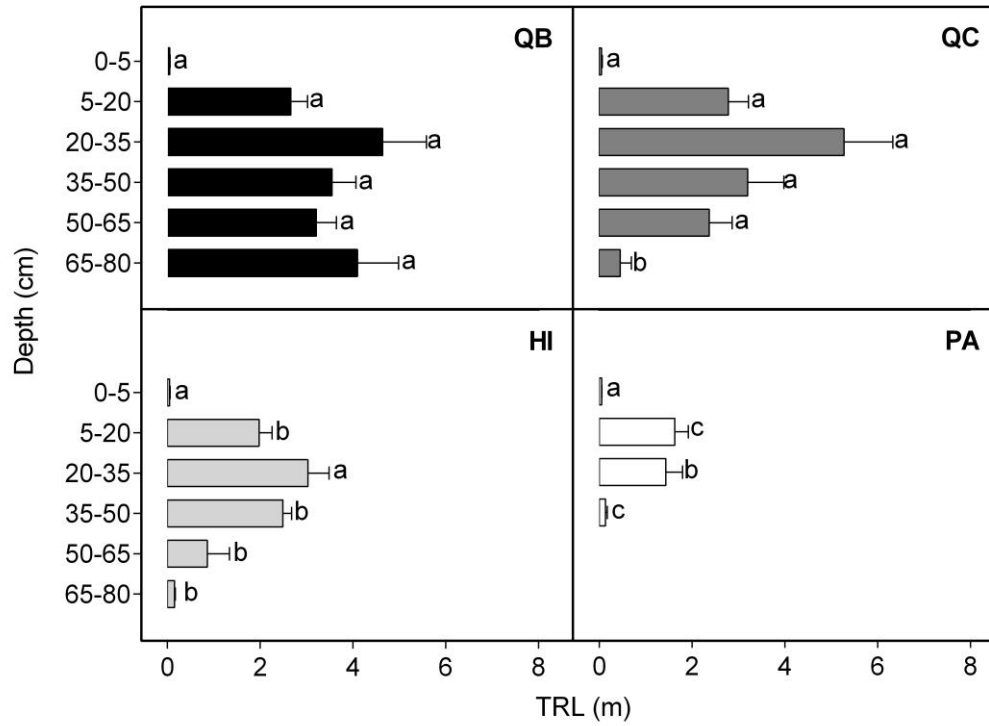 QB
0-5 a
5-20 a
20-35 a
35-50 a
50-65 a
65-80 a
QC
a
a
a
a
a
b
Depth (cm)
HI
0-5 a
5-20 b
20-35 a
35-50 b
50-65 b
65-80 b
PA
a
c
b
c
0 2 4 6 8
0 2 4 6 8
TRL (m)